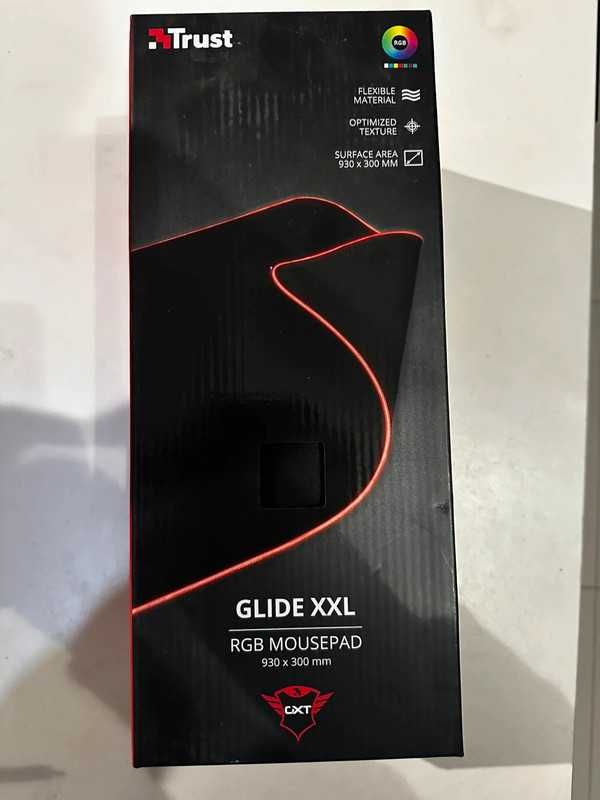 Trust
RGB
FLEXIBLE
MATERIAL
OPTIMIZED
TEXTURE
SURFACE AREA
930 x 300 MM
GLIDE XXL
RGB MOUSEPAD
930 x 300 mm
GXT